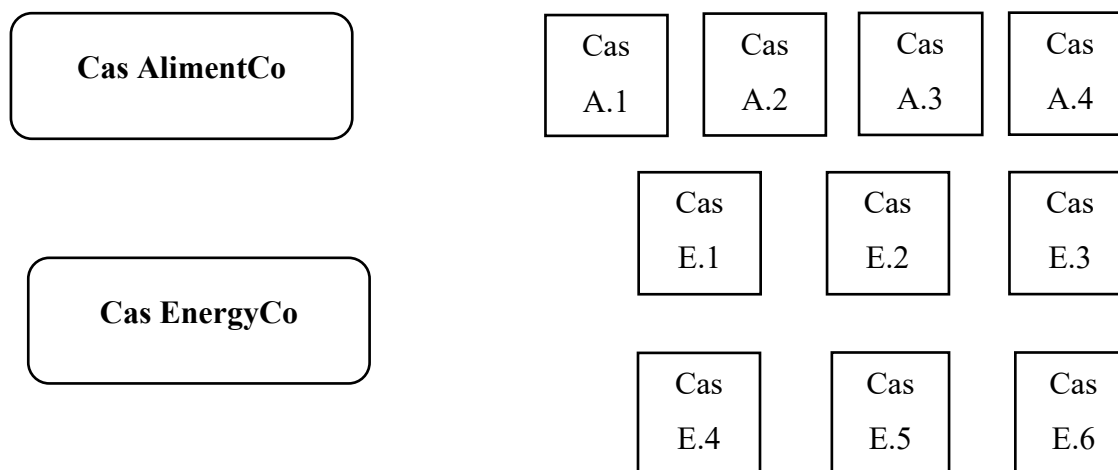 Cas AlimentCo
Cas
A.1
Cas
A.2
Cas
A.3
Cas
A.4
Cas EnergyCo
Cas
E.1
Cas
E.2
Cas
E.3
Cas
E.4
Cas
E.5
Cas
E.6